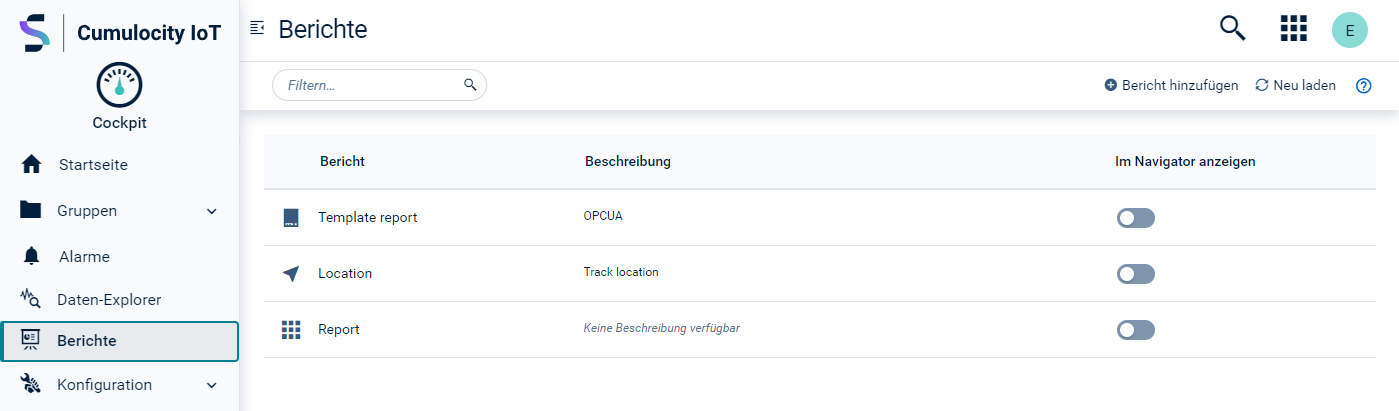 Cumulocity IoT
Cockpit
Startseite
Gruppen
Alarme
Daten-Explorer
Berichte
Konfiguration
Berichte
E
Filtern...
Bericht hinzufügen
Neu laden
Bericht Beschreibung Im Navigator anzeigen
Template report OPCUA
Location Track location
Report Keine Beschreibung verfügbar